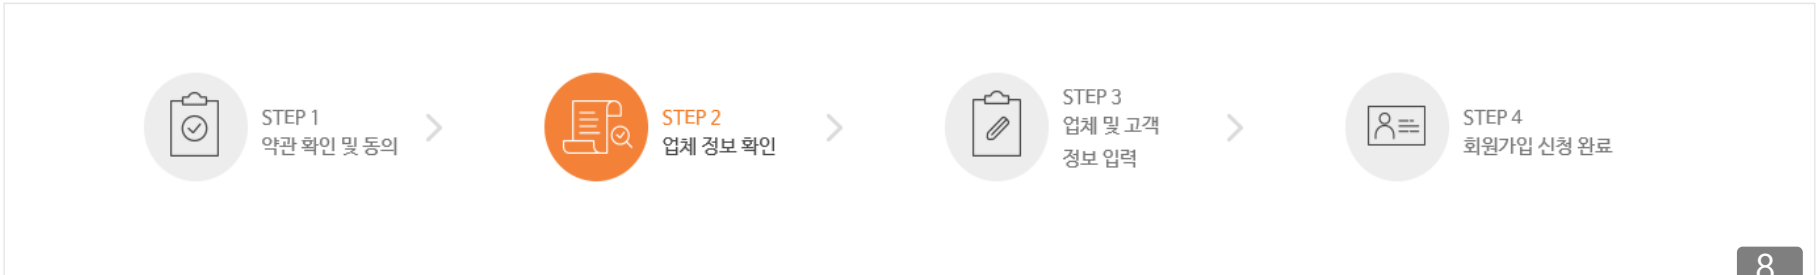 STEP 1
약관 확인 및 동의
STEP 2
업체 정보 확인
STEP 3
업체 및 고객
정보 입력
STEP 4
회원가입 신청 완료
8